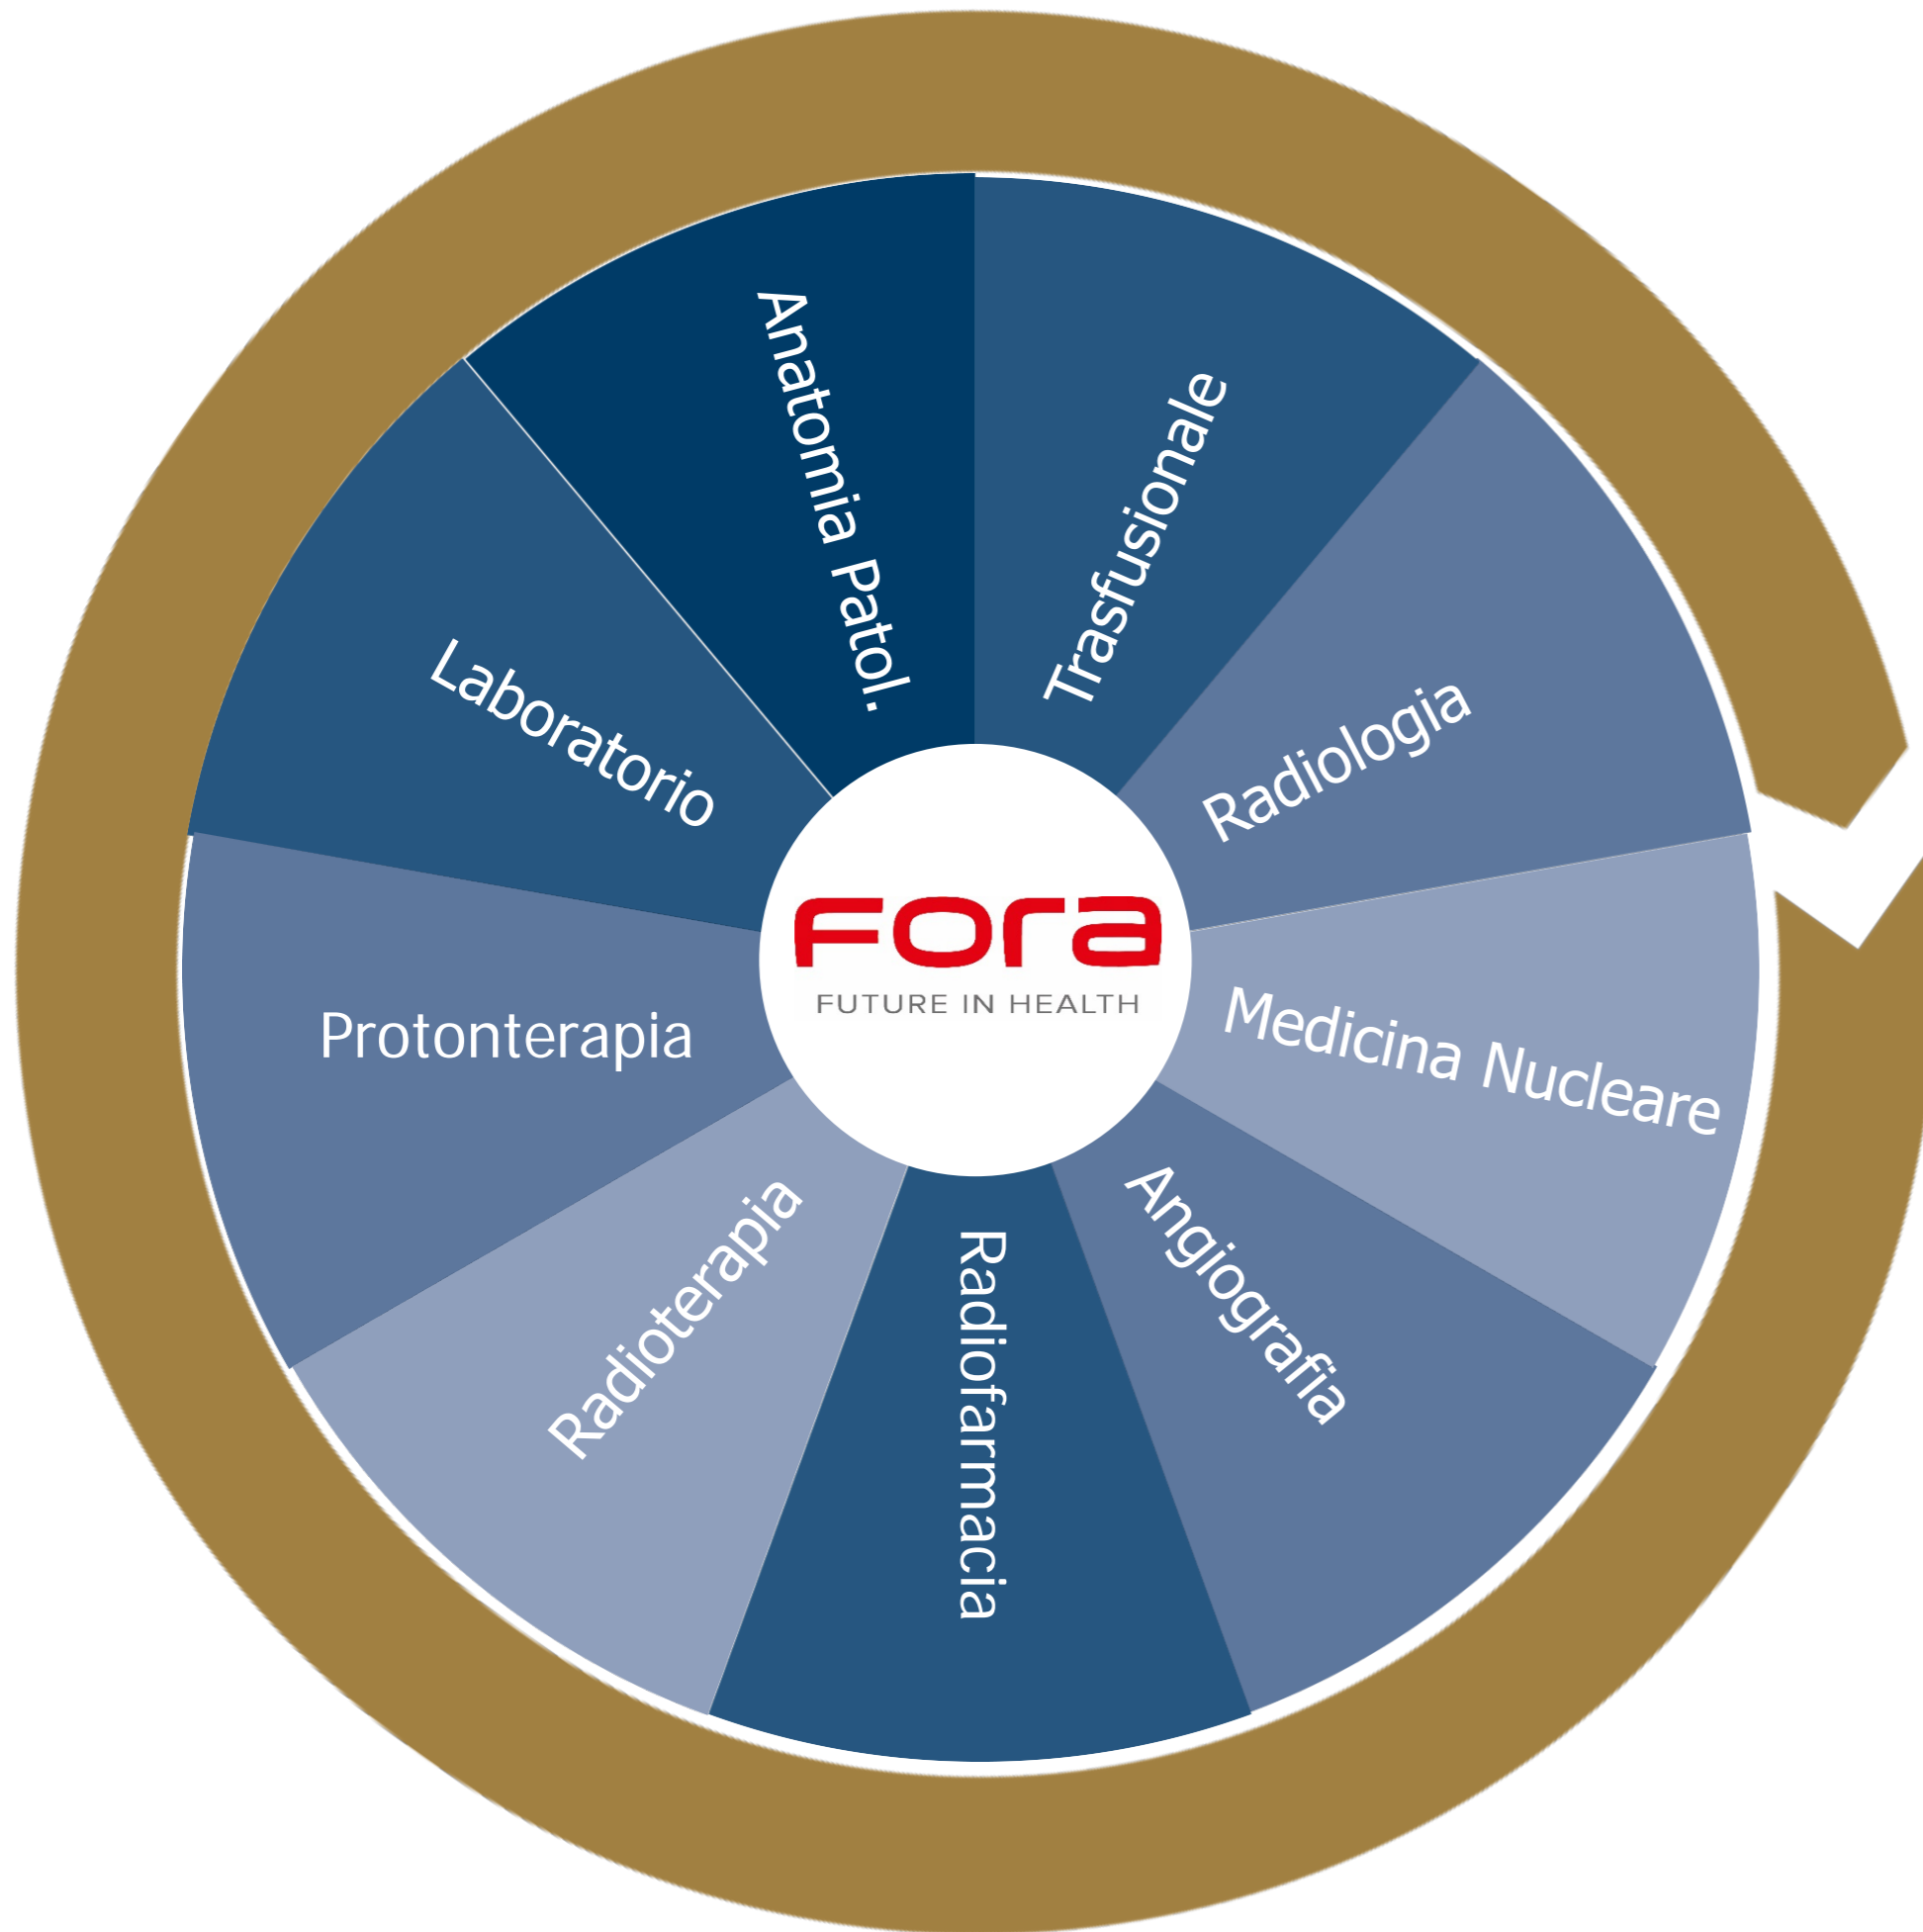 Anatomia Patol.
Trasfusionale
Radiologia
Medicina Nucleare
Angiografia
Radiofarmacia
Radioterapia
Protonterapia
Laboratorio
Fora
FUTURE IN HEALTH